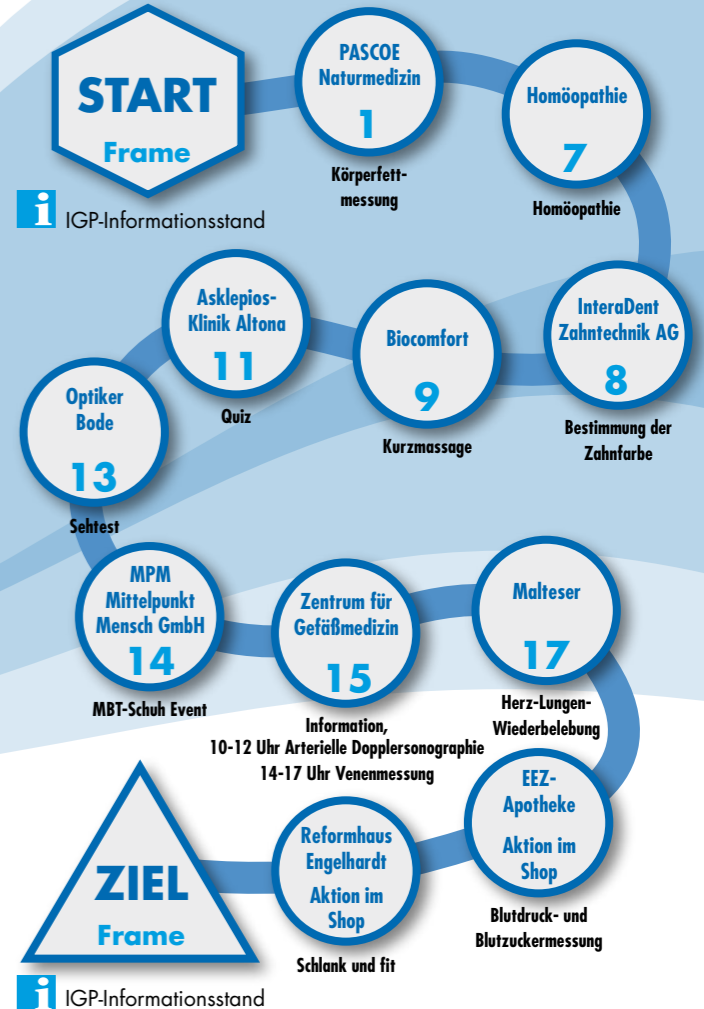 START
Frame
i IGP-Informationsstand
PASCOE
Naturmedizin
1
Körperfett-
messung
Homöopathie
7
Homöopathie
InteraDent
Zahntechnik AG
8
Bestimmung der
Zahnfarbe
Biocomfort
9
Kurzmassage
Asklepios-
Klinik Altona
11
Quiz
Optiker
Bode
13
Sehtest
MPM
Mittelpunkt
Mensch GmbH
14
MBT-Schuh Event
Zentrum für
Gefäßmedizin
15
Information,
10-12 Uhr Arterielle Dopplersonographie
14-17 Uhr Venenmessung
Malteser
17
Herz-Lungen-
Wiederbelebung
EEZ-
Apotheke
Aktion im
Shop
Blutdruck- und
Blutzuckermessung
Reformhaus
Engelhardt
Aktion im
Shop
Schlank und fit
ZIEL
Frame
i IGP-Informationsstand